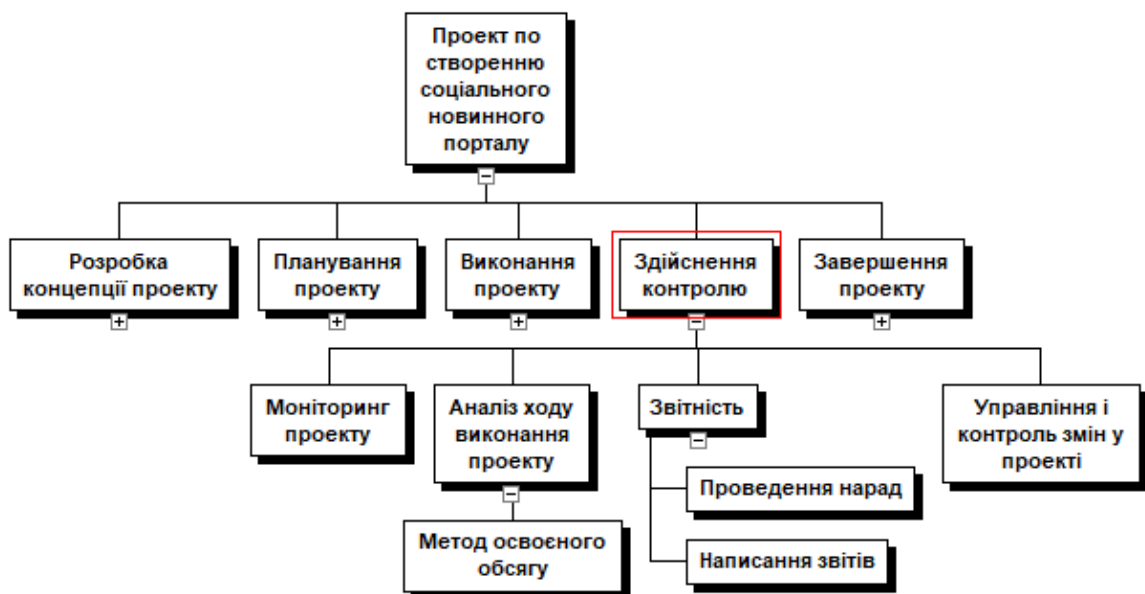 Проект по
створенню
соціального
новинного
порталу
Розробка
концепції проекту
Планування
проекту
Виконання
проекту
Здійснення
контролю
Завершення
проекту
Моніторинг
проекту
Аналіз ходу
виконання
проекту
Звітність
Управління і
контроль змін у
проекті
Проведення нарад
Метод освоєного
обсягу
Написання звітів